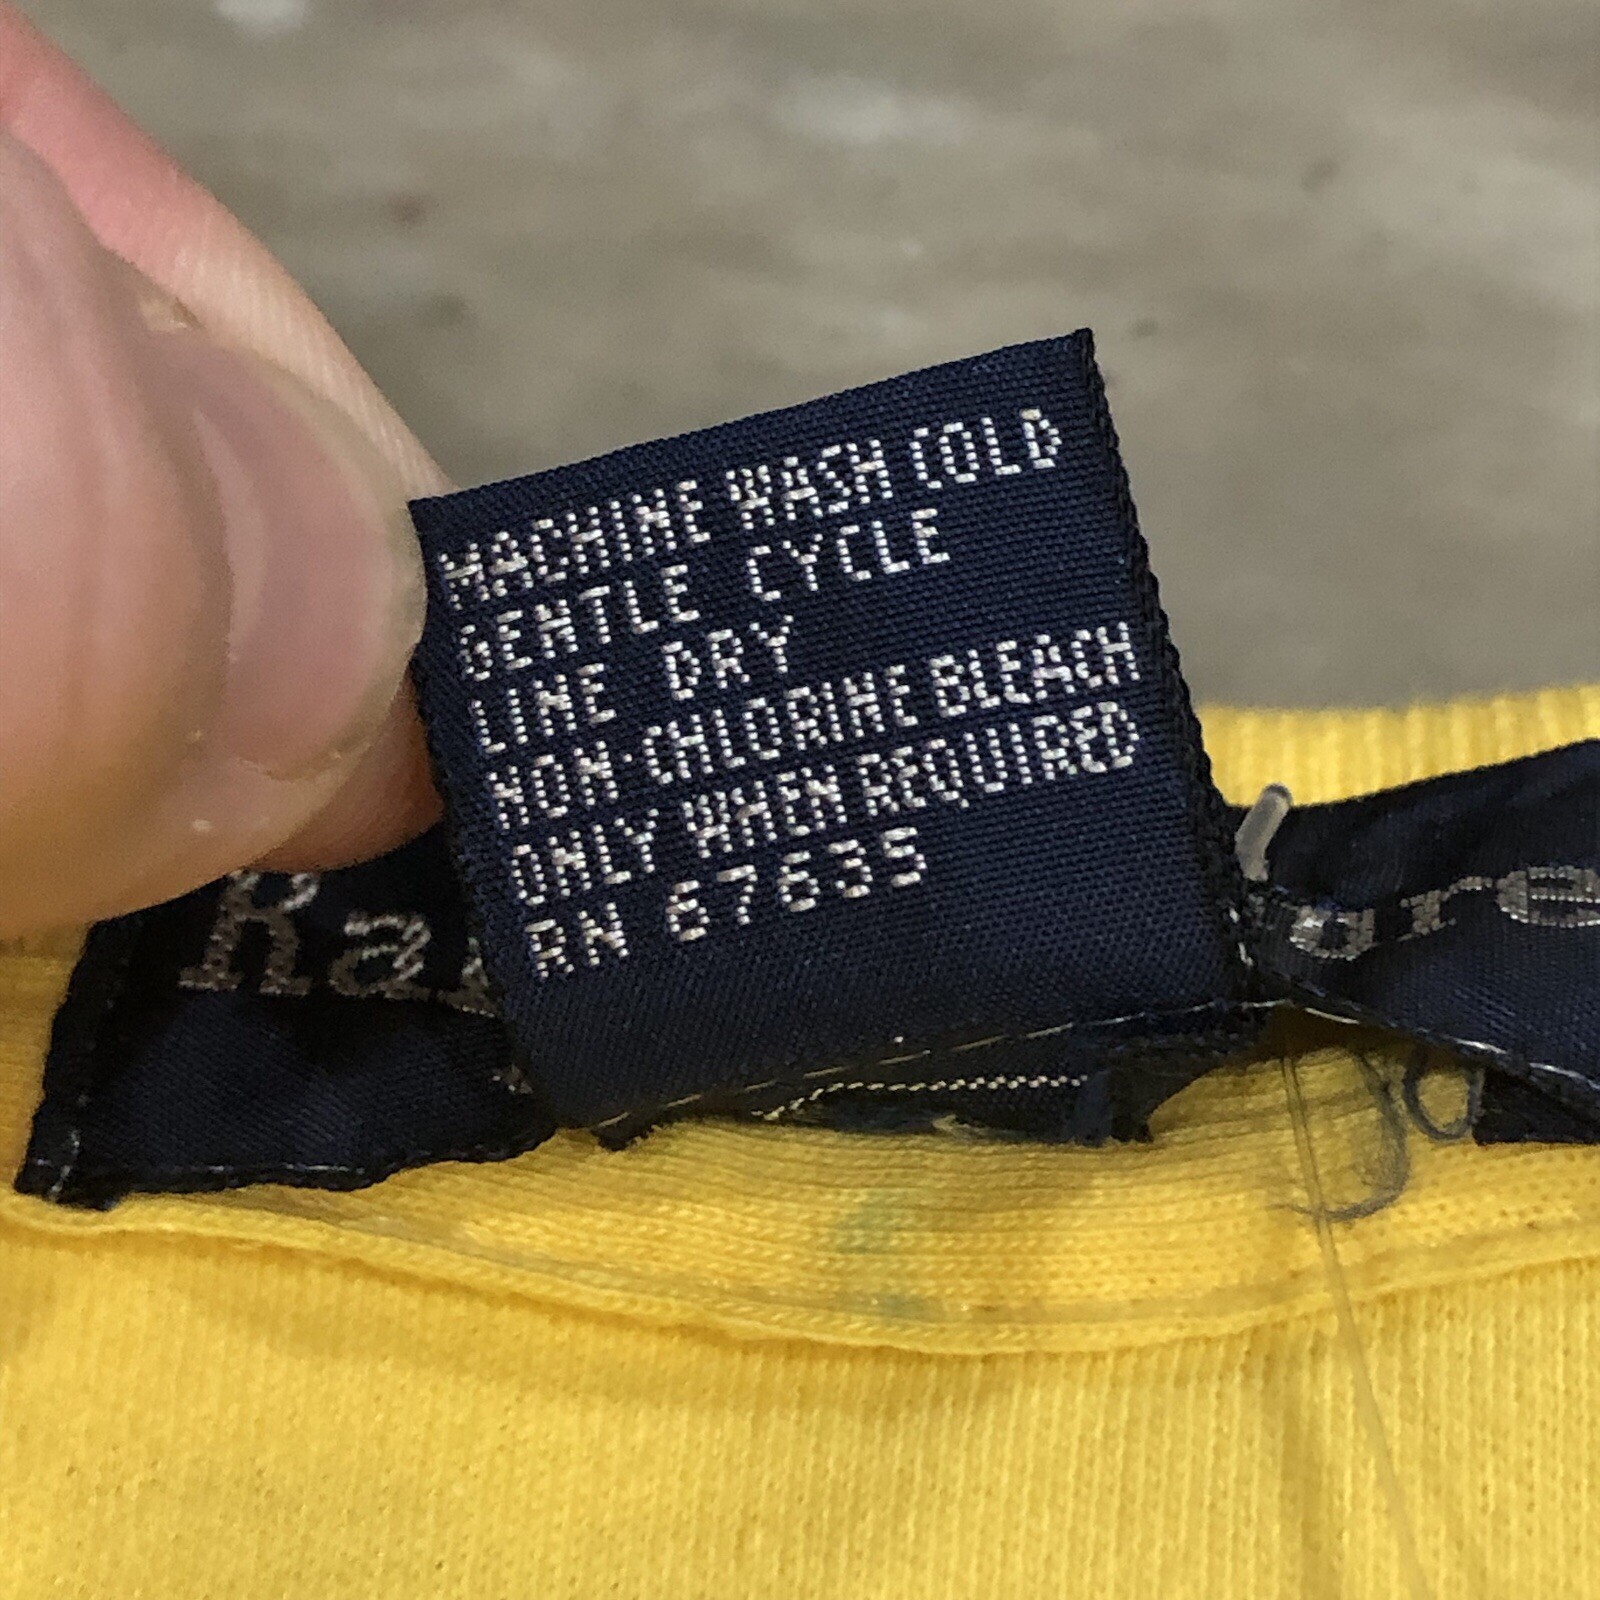 MACHINE WASH COLD
GENTLE CYCLE
LINE DRY
NON-CHLORINE BLEACH
ONLY WHEN REQUIRED
RN 67635